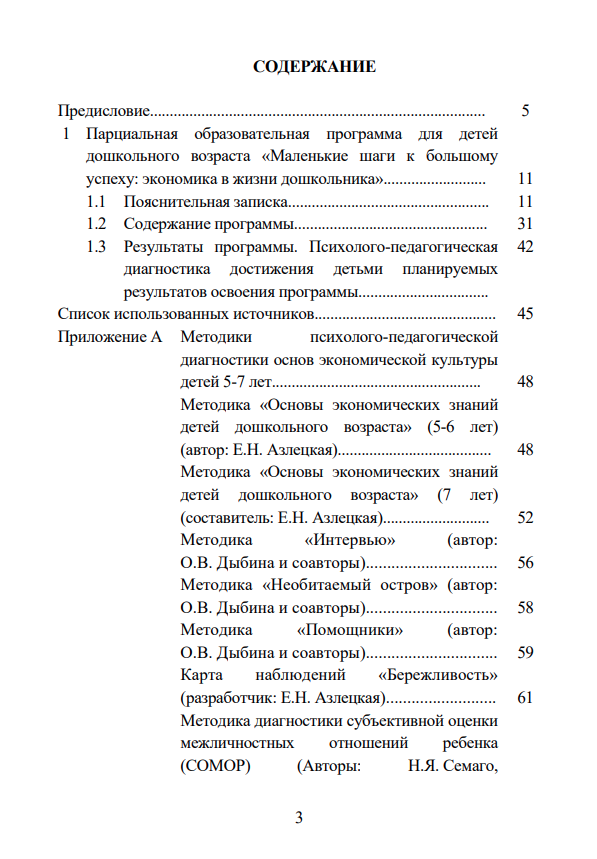 СОДЕРЖАНИЕ
Предисловие..................................................................................... 5
1 Парциальная образовательная программа для детей
дошкольного возраста «Маленькие шаги к большому
успеху: экономика в жизни дошкольника».......................... 11
1.1 Пояснительная записка................................................... 11
1.2 Содержание программы................................................. 31
1.3 Результаты программы. Психолого-педагогическая 42
диагностика достижения детьми планируемых
результатов освоения программы.................................
Список использованных источников.............................................. 45
Приложение А Методики психолого-педагогической
диагностики основ экономической культуры
детей 5-7 лет..................................................... 48
Методика «Основы экономических знаний
детей дошкольного возраста» (5-6 лет)
(автор: Е.Н. Азлецкая)....................................... 48
Методика «Основы экономических знаний
детей дошкольного возраста» (7 лет)
(составитель: Е.Н. Азлецкая)........................... 52
Методика «Интервью» (автор:
О.В. Дыбина и соавторы)................................. 56
Методика «Необитаемый остров» (автор:
О.В. Дыбина и соавторы)................................. 58
Методика «Помощники» (автор:
О.В. Дыбина и соавторы)................................. 59
Карта наблюдений «Бережливость»
(разработчик: Е.Н. Азлецкая)........................... 61
Методика диагностики субъективной оценки
межличностных отношений ребенка
(СОМОР) (Авторы: Н.Я. Семаго,
3